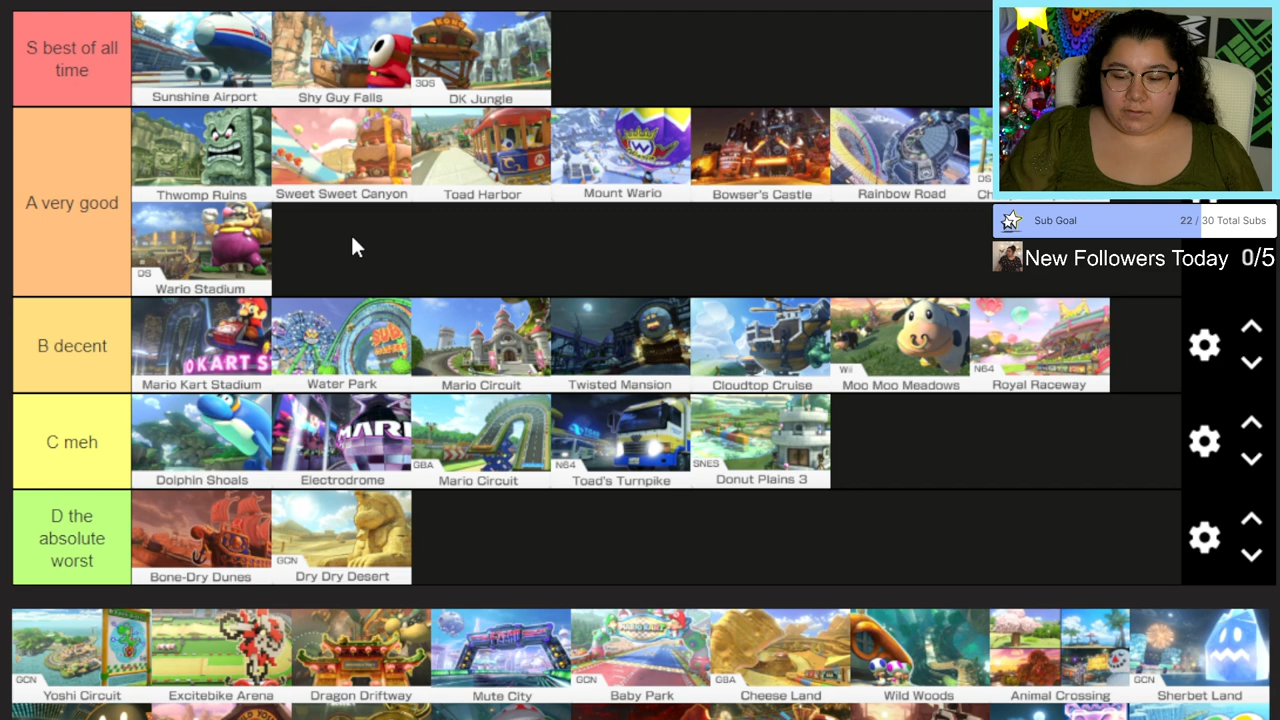 S best of all
time
Sunshine Airport
Shy Guy Falls
3DS
DK Jungle
A very good
Thwomp Ruins
Sweet Sweet Canyon
Toad Harbor
Mount Wario
Bowser's Castle
Rainbow Road
DS
Ch
DS
Wario Stadium
Sub Goal
22 / 30 Total Subs
New Followers Today 0/5
B decent
Mario Kart Stadium
Water Park
Mario Circuit
Twisted Mansion
Cloudtop Cruise
Wii
Moo Moo Meadows
N64
Royal Raceway
C meh
Dolphin Shoals
MARI
Electrodrome
GBA
Mario Circuit
N64
Toad's Turnpike
SNES
Donut Plains 3
D the
absolute
worst
Bone-Dry Dunes
GCN
Dry Dry Desert
GCN
Yoshi Circuit
Excitebike Arena
Dragon Driftway
Mute City
GCN
Baby Park
GBA
Cheese Land
Wild Woods
Animal Crossing
GCN
Sherbet Land